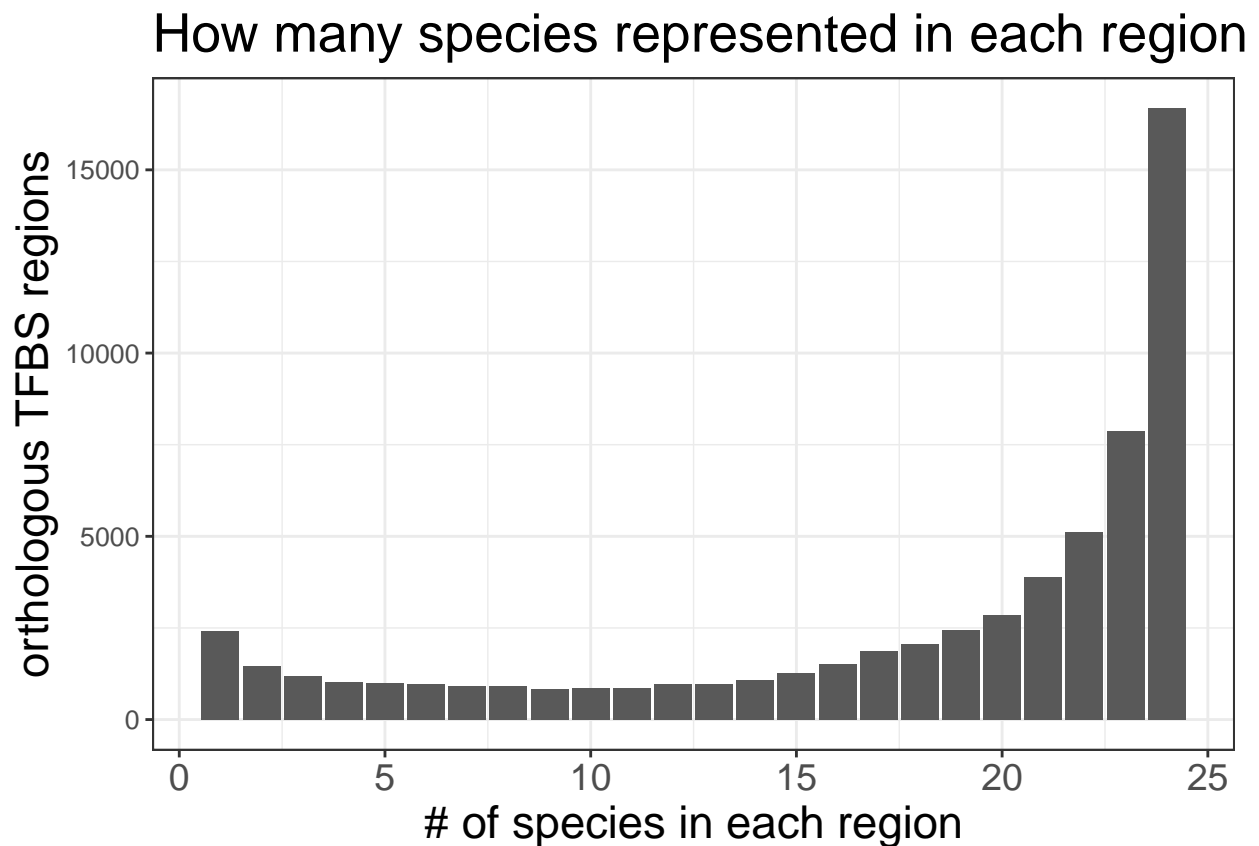 How many species represented in each region
orthologous TFBS regions
15000
10000
5000
0
0 5 10 15 20 25
# of species in each region